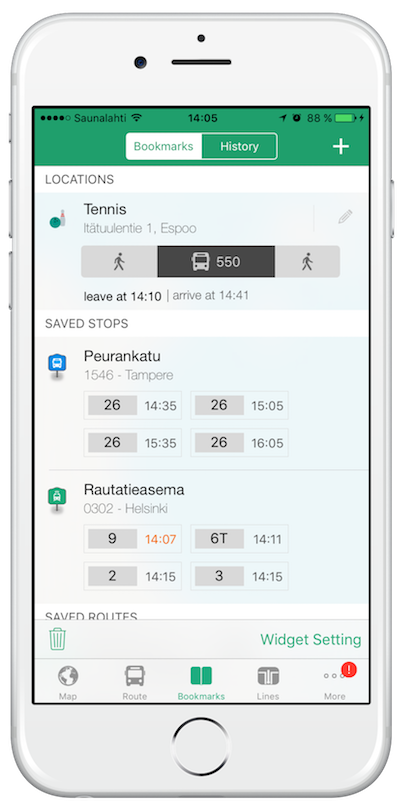 Saunalahti 14:05 88 %
Bookmarks History +
LOCATIONS
Tennis
Itätuulentie 1, Espoo
550
leave at 14:10 | arrive at 14:41
SAVED STOPS
Peurankatu
1546 - Tampere
26 14:35 26 15:05
26 15:35 26 16:05
Rautatieasema
0302 - Helsinki
9 14:07 6T 14:11
2 14:15 3 14:15
SAVED ROUTES
Widget Setting
!
Map Route Bookmarks Lines More